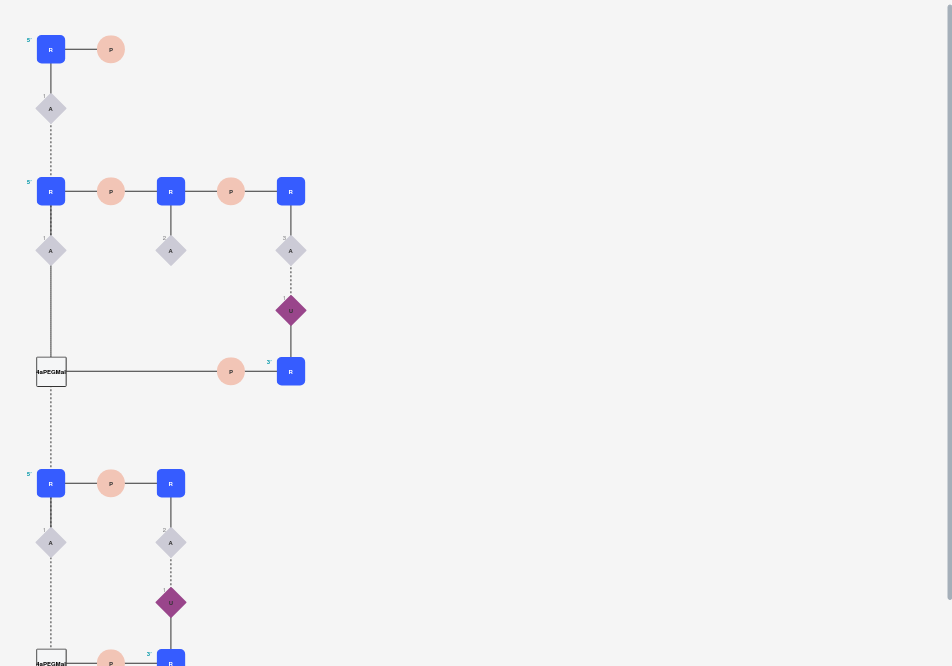 5'
R P
1
A
5'
R P R P R
1 2 3
A A A
1
U
3'
4aPEGMal P R
5'
R P R
1 2
A A
1
U
3'
4aPEGMal P R